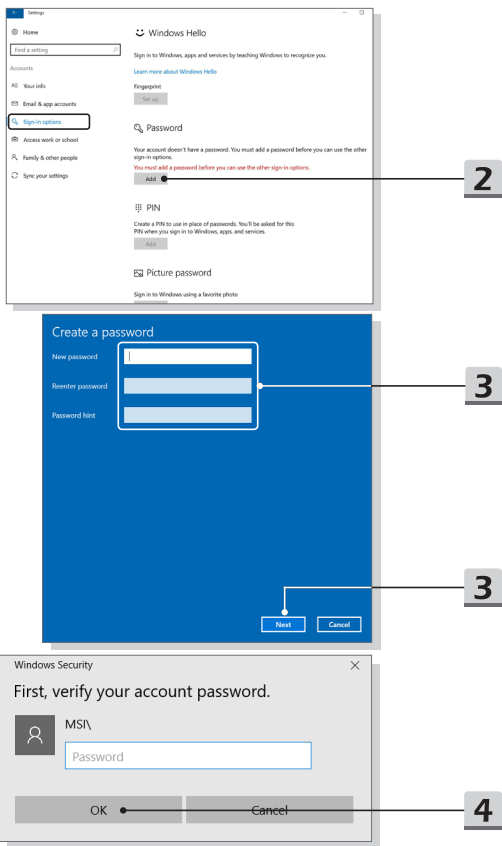 Settings
Home
Find a setting
Accounts
Your info
Email & app accounts
Sign-in options
Access work or school
Family & other people
Sync your settings
Windows Hello
Sign in to Windows, apps and services by teaching Windows to recognize you.
Learn more about Windows Hello
Fingerprint
Set up
Password
Your account doesn't have a password. You must add a password before you can use the other
sign-in options.
You must add a password before you can use the other sign-in options.
Add
PIN
Create a PIN to use in place of passwords. You'll be asked for this
PIN when you sign in to Windows, apps, and services.
Add
Picture password
Sign in to Windows using a favorite photo
2
Create a password
New password
Reenter password
Password hint
3
Next
Cancel
3
Windows Security
First, verify your account password.
MSI\
Password
OK
Cancel
4